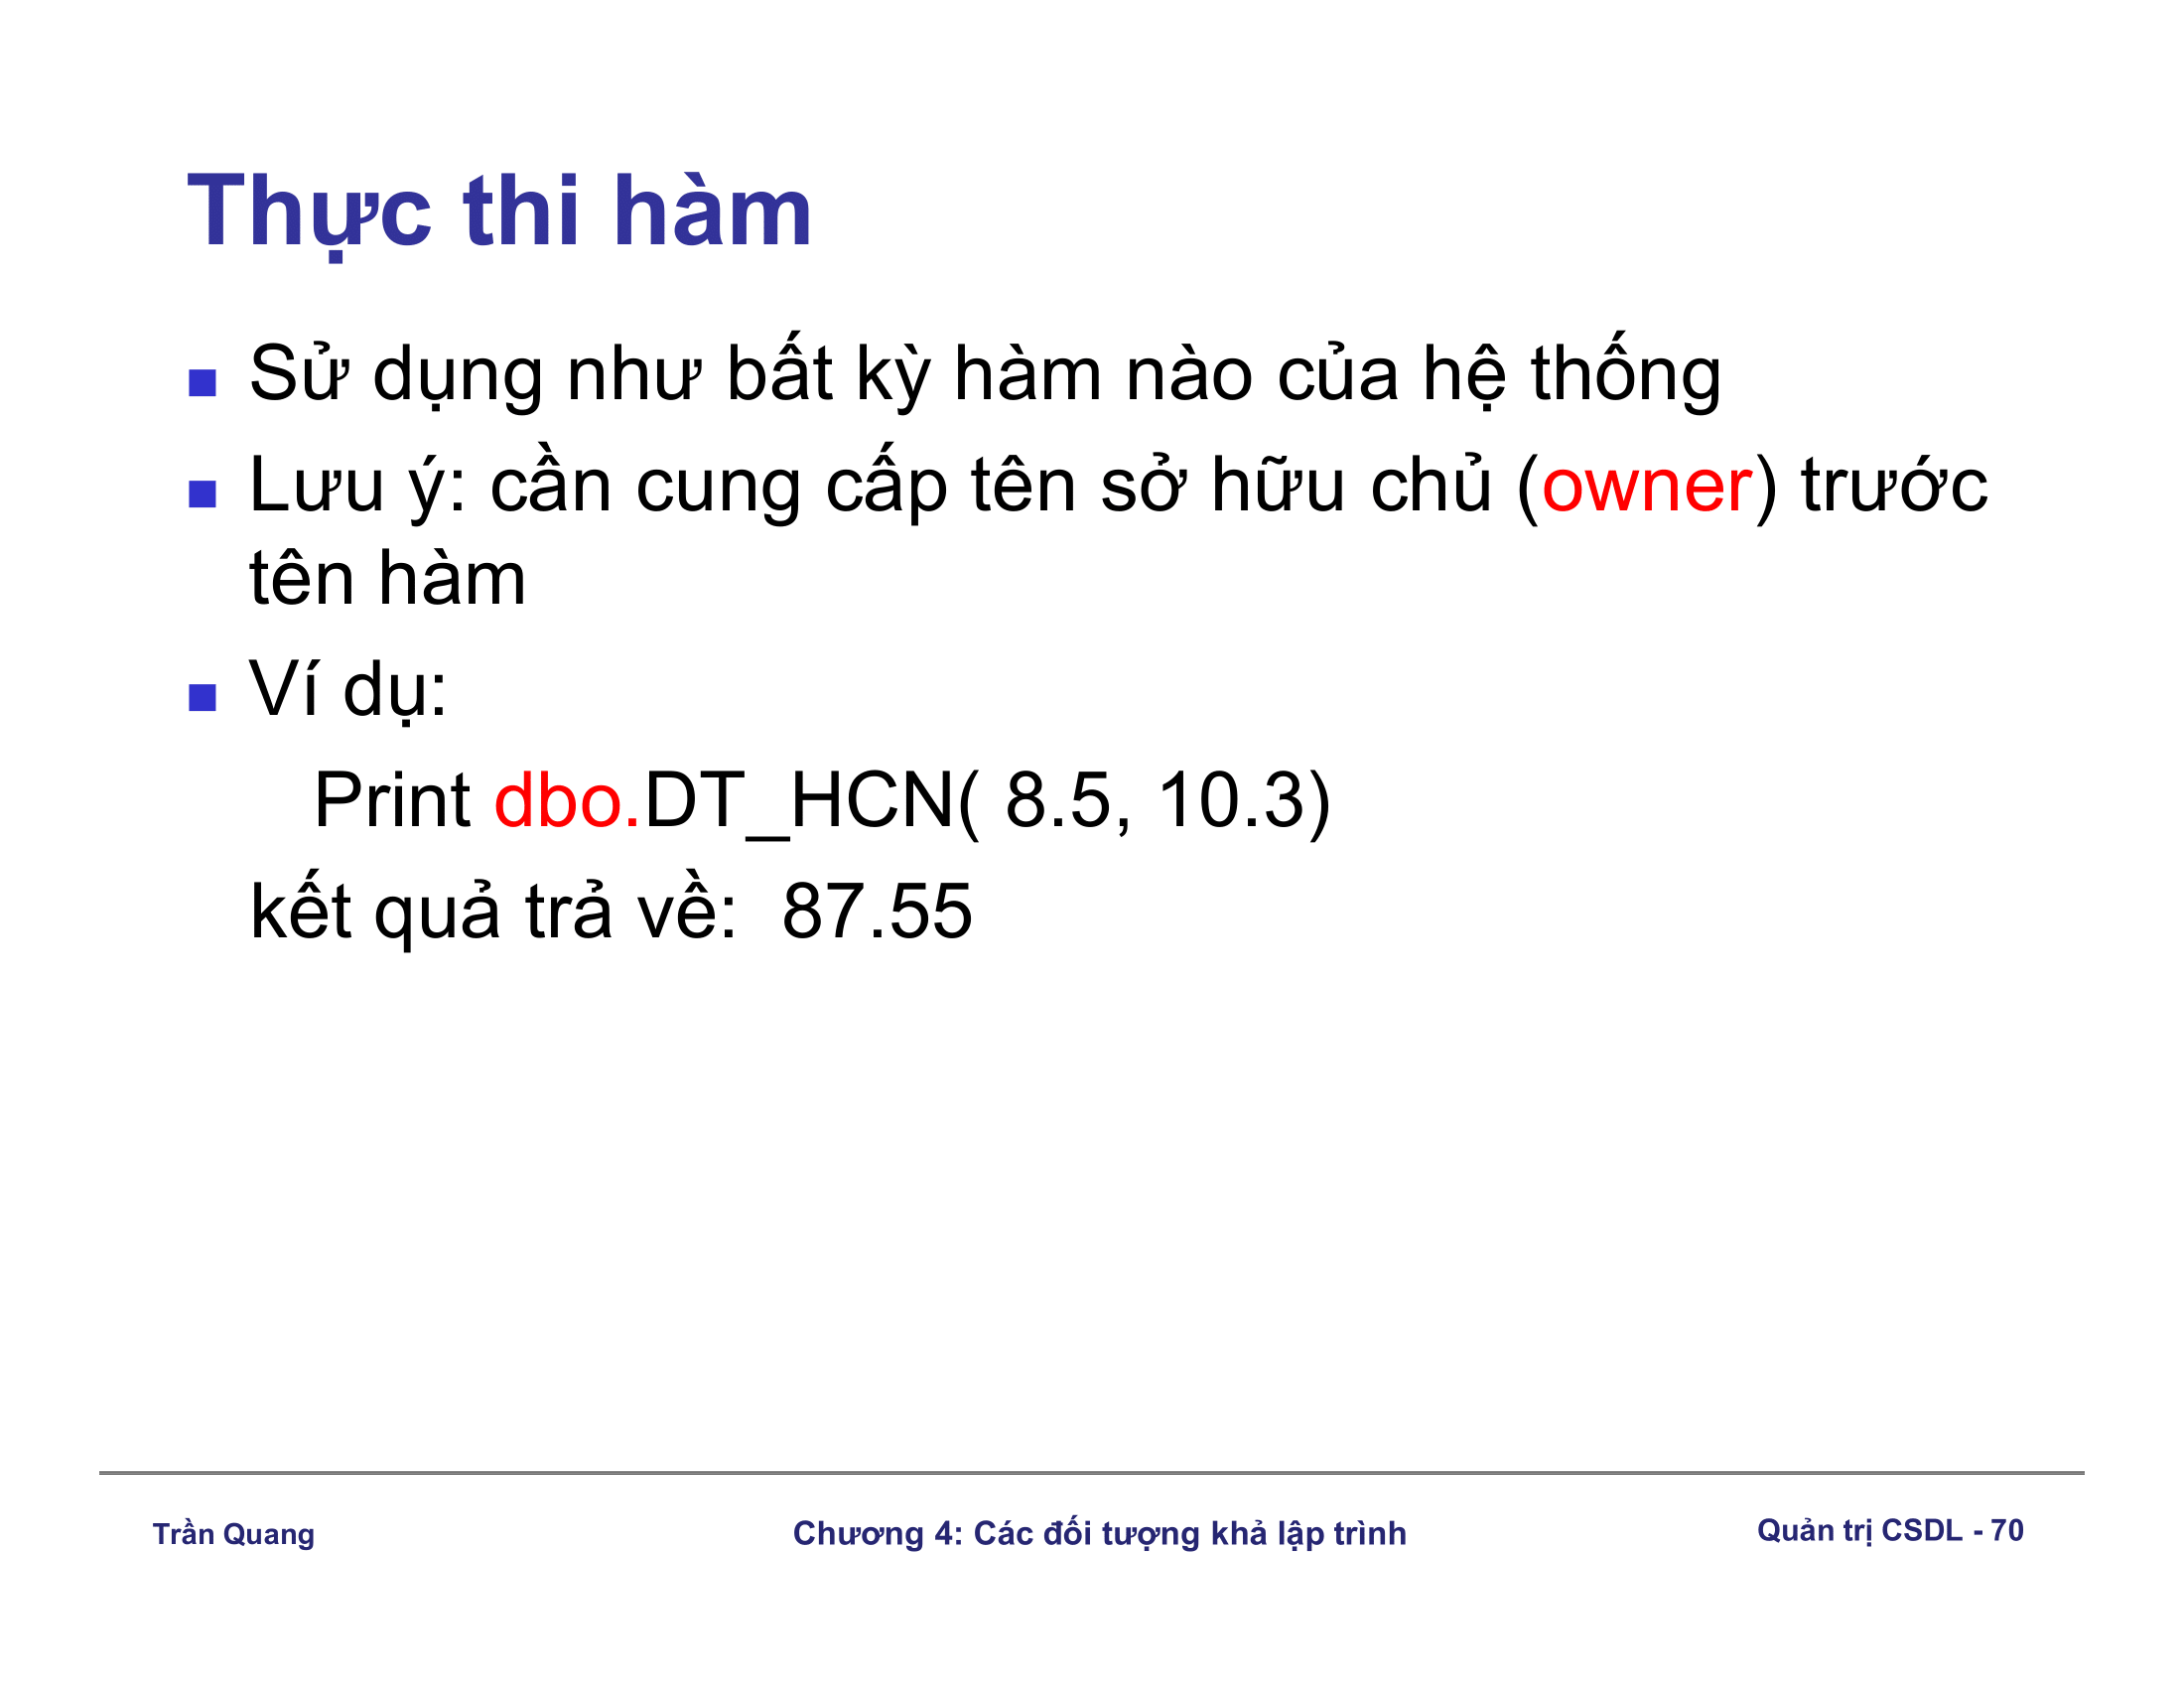 Thực thi hàm
Sử dụng như bất kỳ hàm nào của hệ thống
Lưu ý: cần cung cấp tên sở hữu chủ (owner) trước
tên hàm
Ví dụ:
Print dbo.DT_HCN( 8.5, 10.3)
kết quả trả về: 87.55
Trần Quang
Chương 4: Các đối tượng khả lập trình
Quản trị CSDL - 70